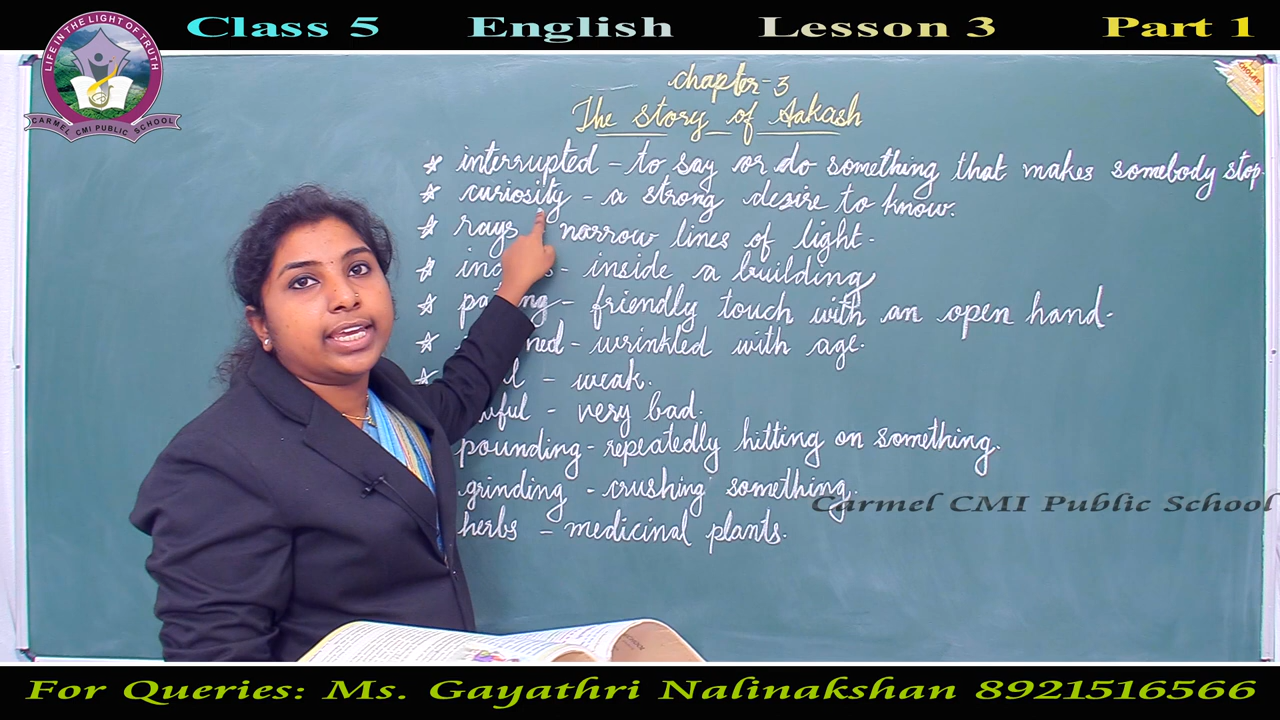 Class 5 English Lesson 3 Part 1
LIFE IN THE LIGHT OF TRUTH
CARMEL CMI PUBLIC SCHOOL
chapter-3
The story of Aakash
interrupted - to say or do something that makes somebody stop.
curiosity - a strong desire to know.
rays narrow lines of light.
- inside a building
- friendly touch with an open hand.
- wrinkled with age.
- weak.
- very bad.
pounding - repeatedly hitting on something.
grinding - crushing something.
Carmel CMI Public School
herbs - medicinal plants.
For Queries: Ms. Gayathri Nalinakshan 8921516566